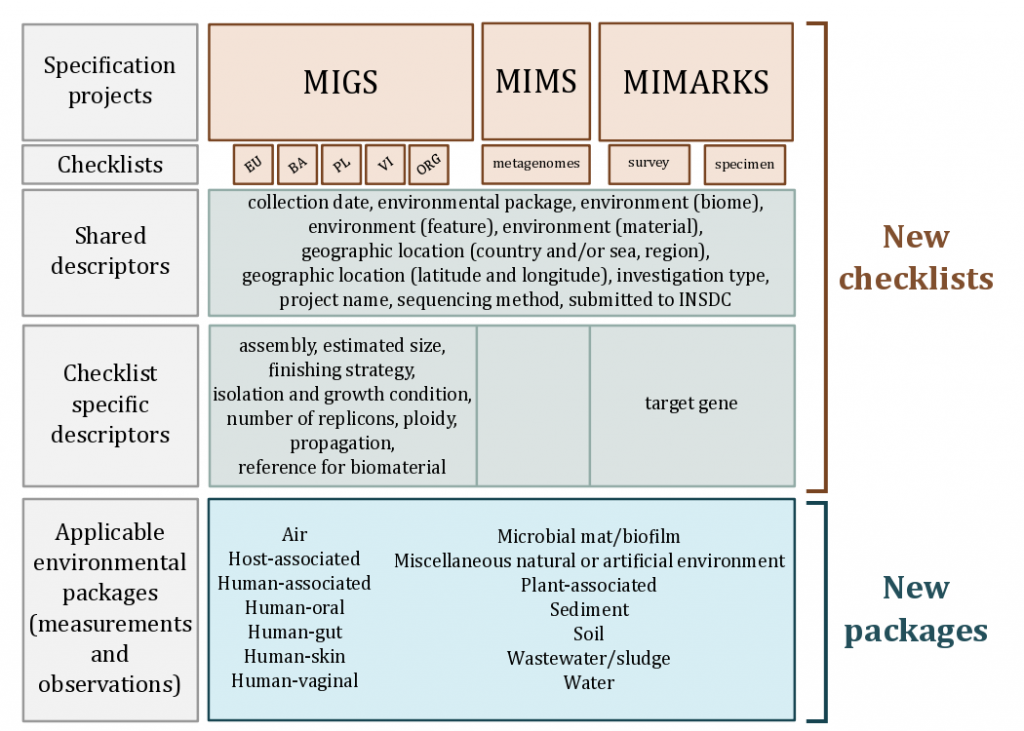 Specification
projects
MIGS
MIMS
MIMARKS
Checklists
EU
BA
PL
VI
ORG
metagenomes
survey
specimen
Shared
descriptors
collection date, environmental package, environment (biome),
environment (feature), environment (material),
geographic location (country and/or sea, region),
geographic location (latitude and longitude), investigation type,
project name, sequencing method, submitted to INSDC
New
checklists
Checklist
specific
descriptors
assembly, estimated size,
finishing strategy,
isolation and growth condition,
number of replicons, ploidy,
propagation,
reference for biomaterial
target gene
Applicable
environmental
packages
(measurements
and
observations)
Air
Host-associated
Human-associated
Human-oral
Human-gut
Human-skin
Human-vaginal
Microbial mat/biofilm
Miscellaneous natural or artificial environment
Plant-associated
Sediment
Soil
Wastewater/sludge
Water
New
packages